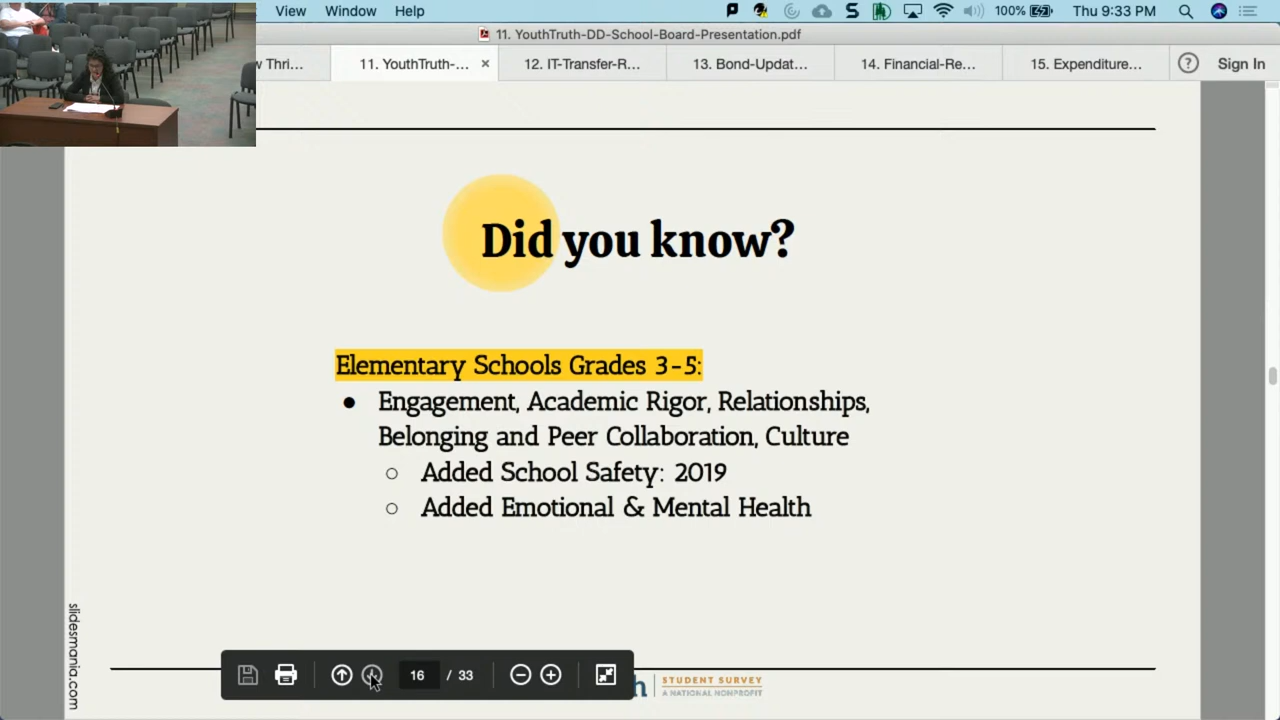 View Window Help
100% Thu 9:33 PM
11. YouthTruth-DD-School-Board-Presentation.pdf
w Thri...
11. YouthTruth-...
12. IT-Transfer-R...
13. Bond-Updat...
14. Financial-Re...
15. Expenditure...
Sign In
Did you know?
Elementary Schools Grades 3-5:
Engagement, Academic Rigor, Relationships,
Belonging and Peer Collaboration, Culture
Added School Safety: 2019
Added Emotional & Mental Health
slidesmania.com
16 / 33
h STUDENT SURVEY
A NATIONAL NONPROFIT